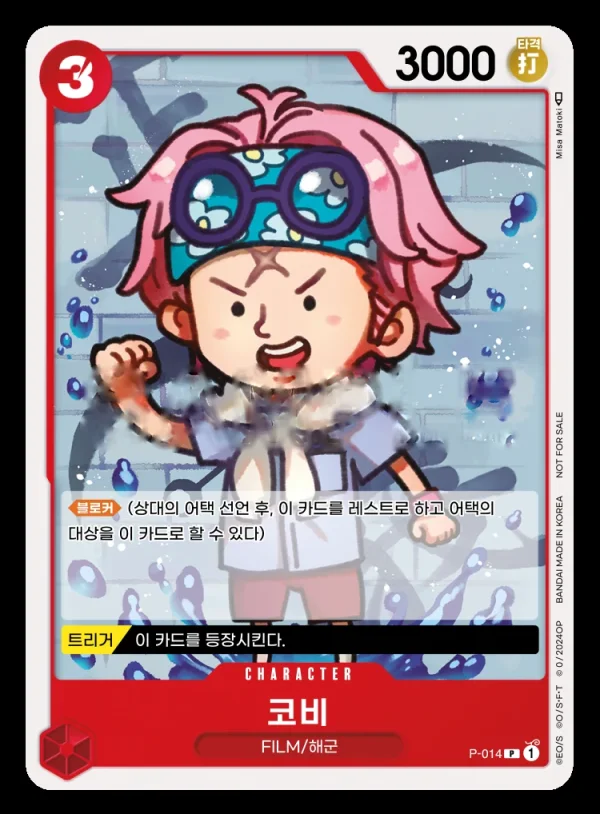 3
3000
타격
打
Misa Matoki
블로커 (상대의 어택 선언 후, 이 카드를 레스트로 하고 어택의
대상을 이 카드로 할 수 있다)
트리거 이 카드를 등장시킨다.
CHARACTER
코비
FILM/해군
P-014 P 1
©EO/S ©O/S·F·T © 0/2024OP BANDAI MADE IN KOREA NOT FOR SALE